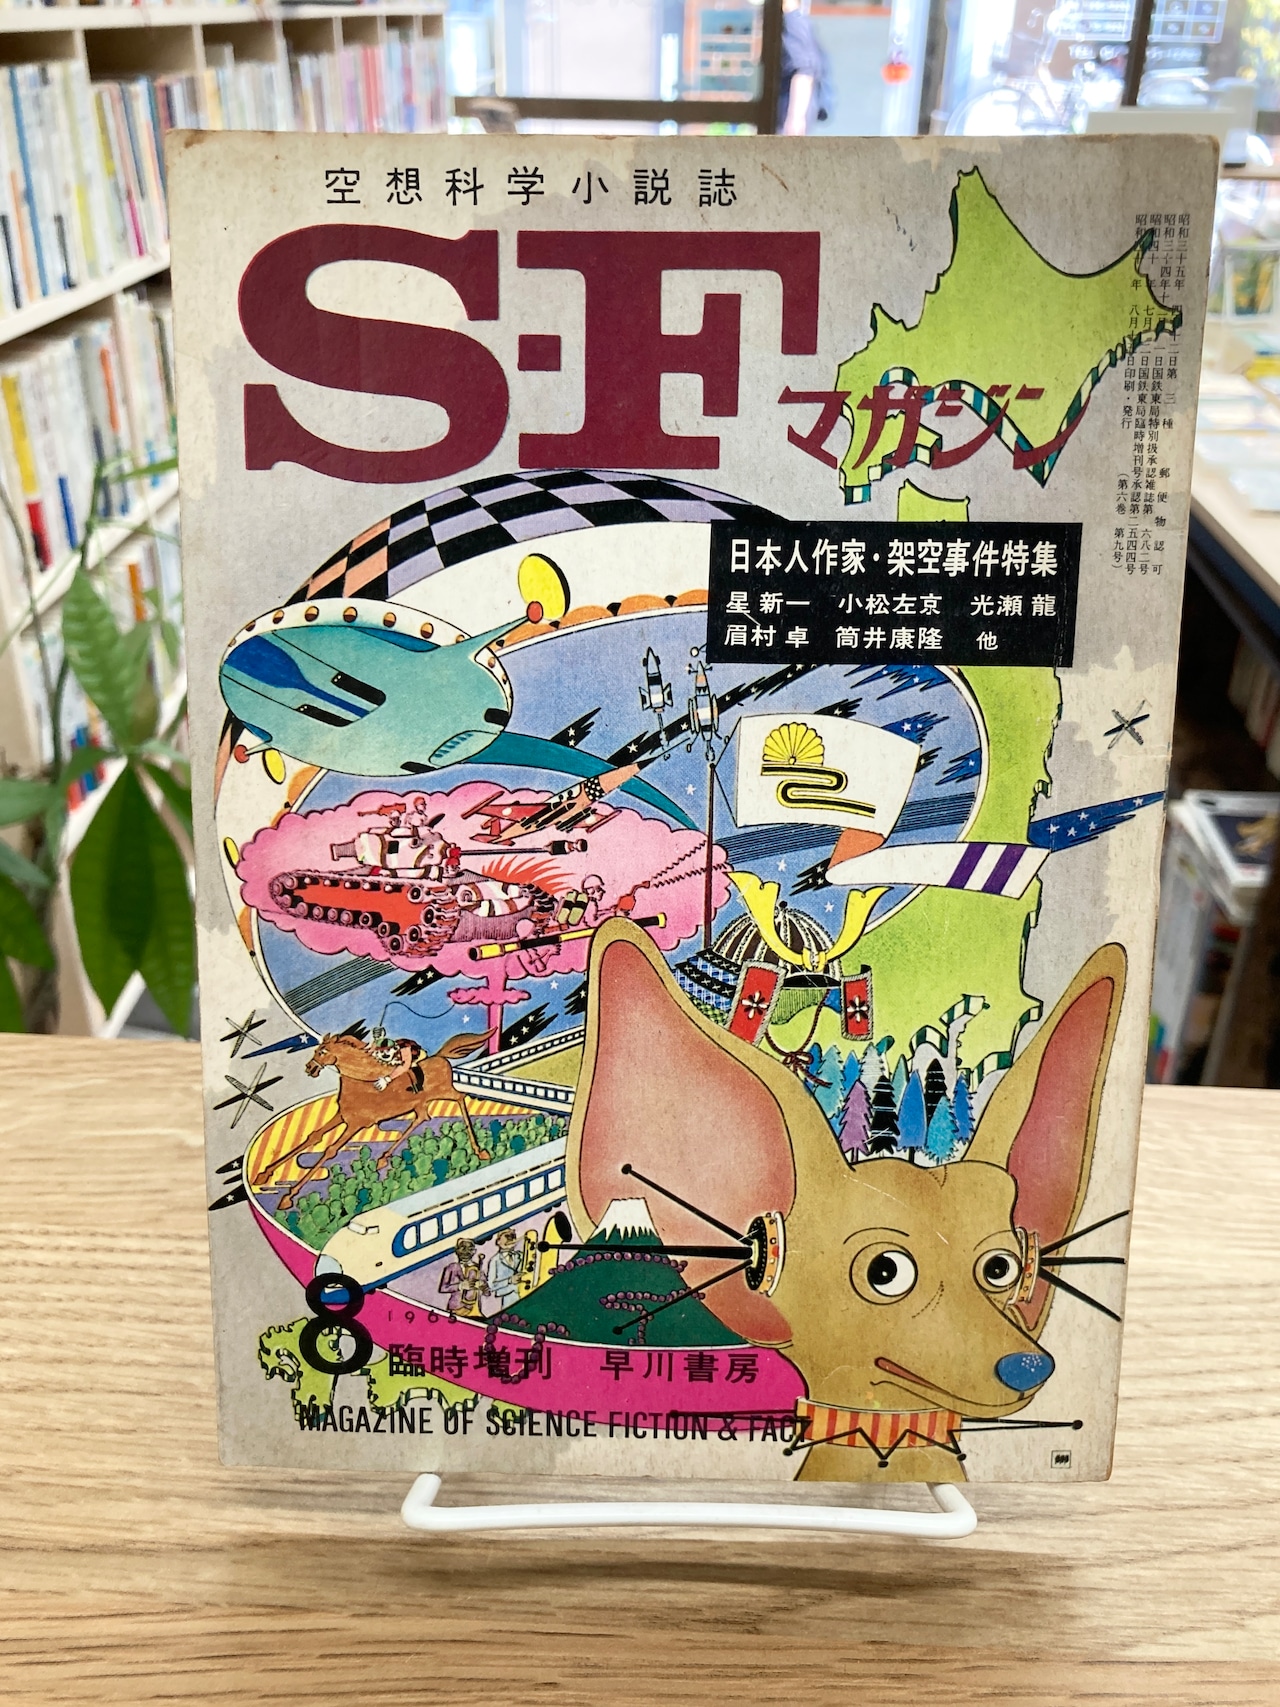 空想科学小説誌
S-Fマガジン
日本人作家・架空事件特集
星 新一 小松左京 光瀬 龍
眉村 卓 筒井康隆 他
8
1965
臨時増刊 早川書房
MAGAZINE OF SCIENCE FICTION & FACT